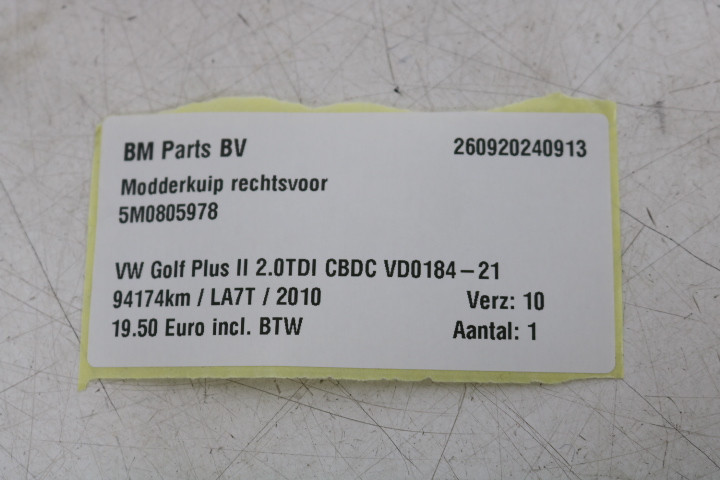 BM Parts BV 260920240913
Modderkuip rechtsvoor
5M0805978
VW Golf Plus II 2.0TDI CBDC VD0184-21
94174km / LA7T / 2010 Verz: 10
19.50 Euro incl. BTW Aantal: 1